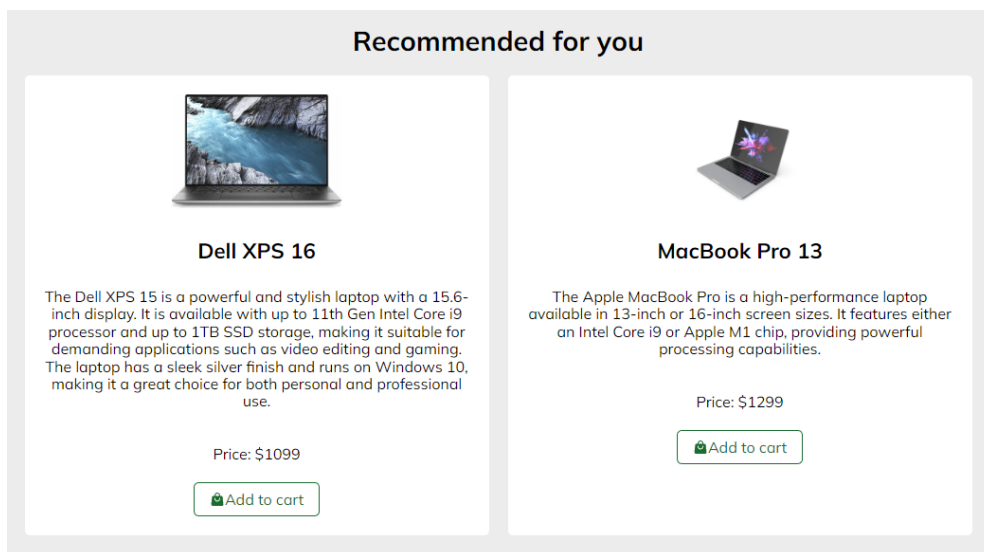 Recommended for you
Dell XPS 16
The Dell XPS 15 is a powerful and stylish laptop with a 15.6-
inch display. It is available with up to 11th Gen Intel Core i9
processor and up to 1TB SSD storage, making it suitable for
demanding applications such as video editing and gaming.
The laptop has a sleek silver finish and runs on Windows 10,
making it a great choice for both personal and professional
use.
Price: $1099
Add to cart
MacBook Pro 13
The Apple MacBook Pro is a high-performance laptop
available in 13-inch or 16-inch screen sizes. It features either
an Intel Core i9 or Apple M1 chip, providing powerful
processing capabilities.
Price: $1299
Add to cart